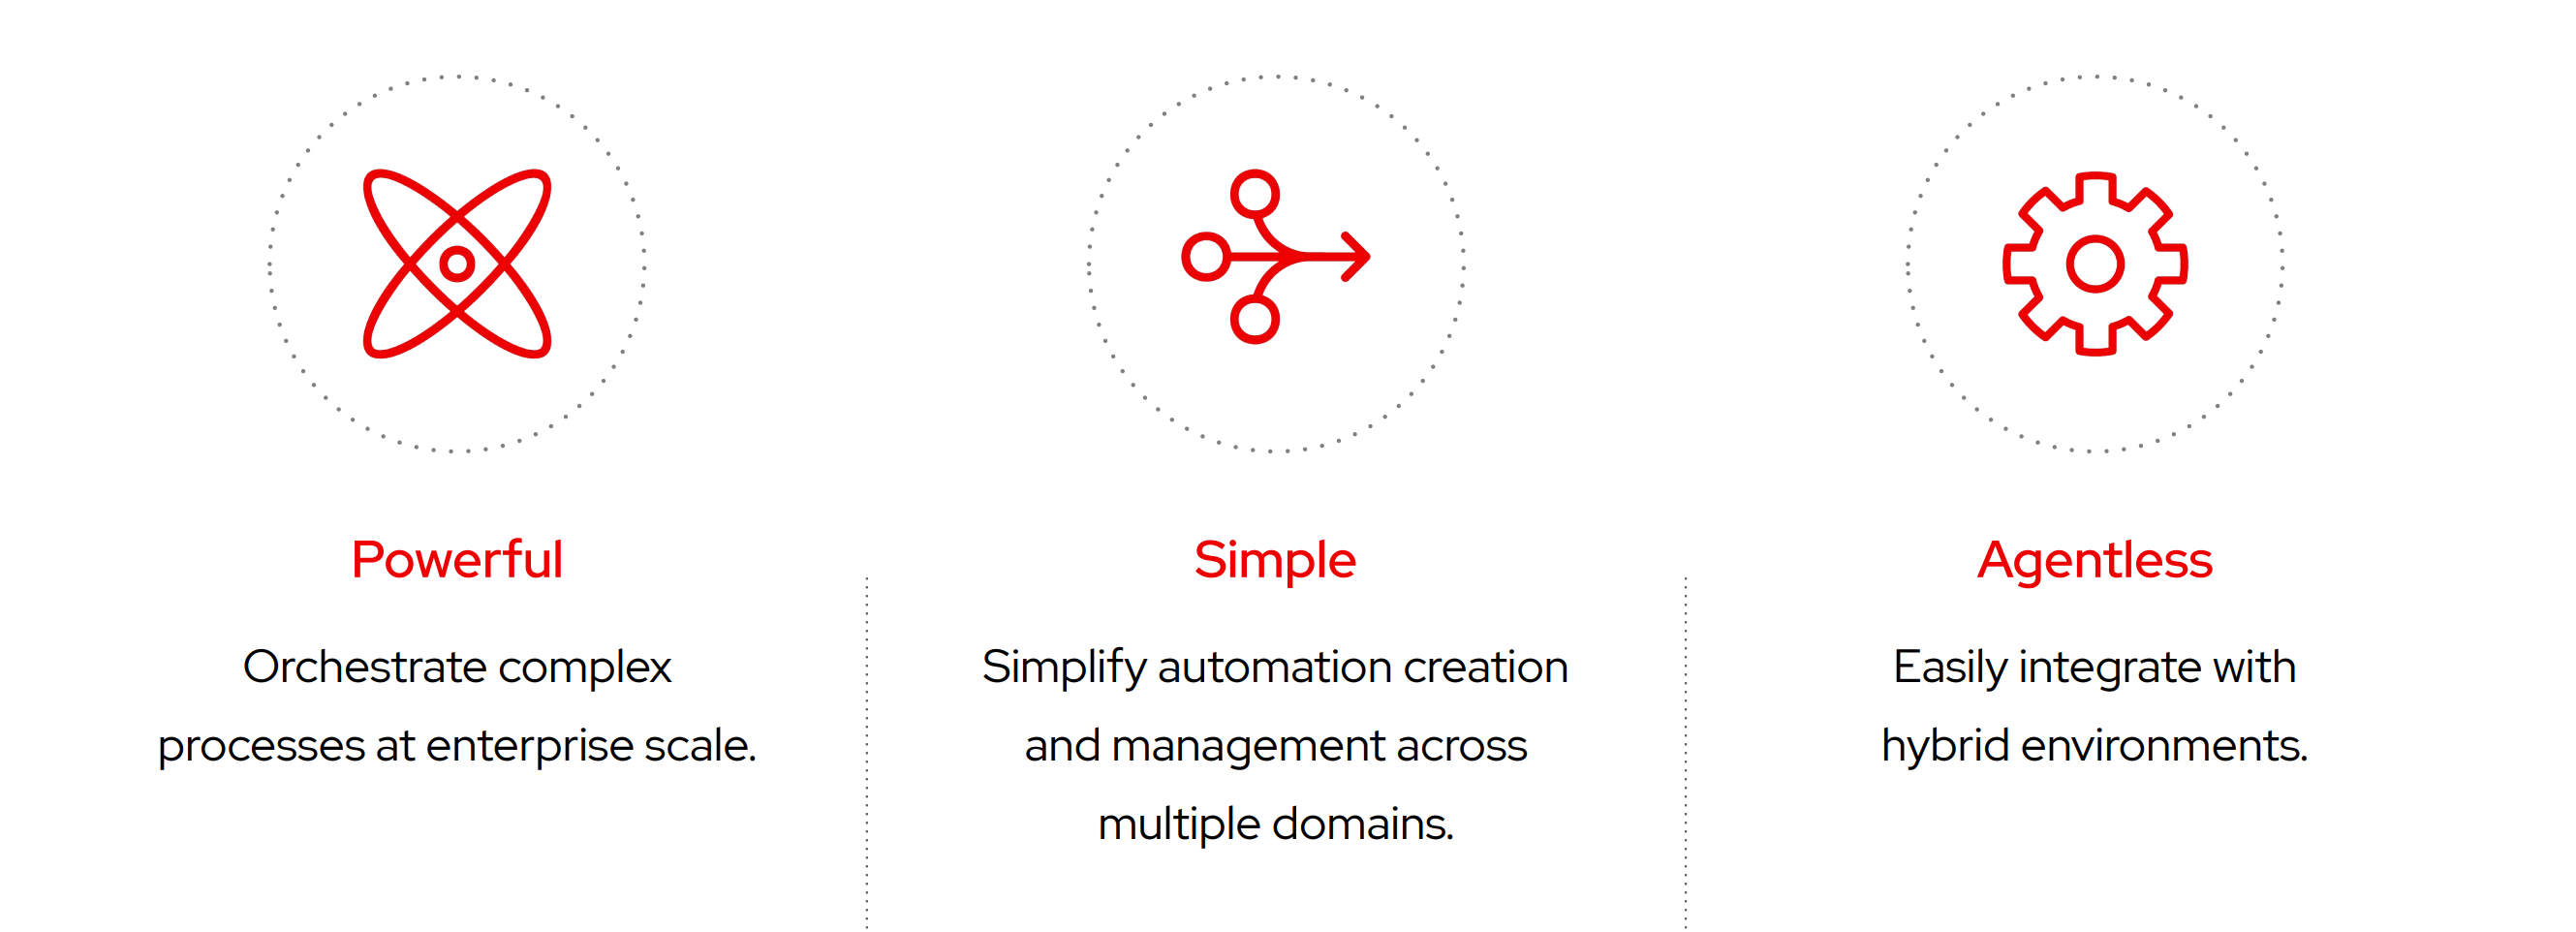 Powerful
Orchestrate complex
processes at enterprise scale.
Simple
Simplify automation creation
and management across
multiple domains.
Agentless
Easily integrate with
hybrid environments.